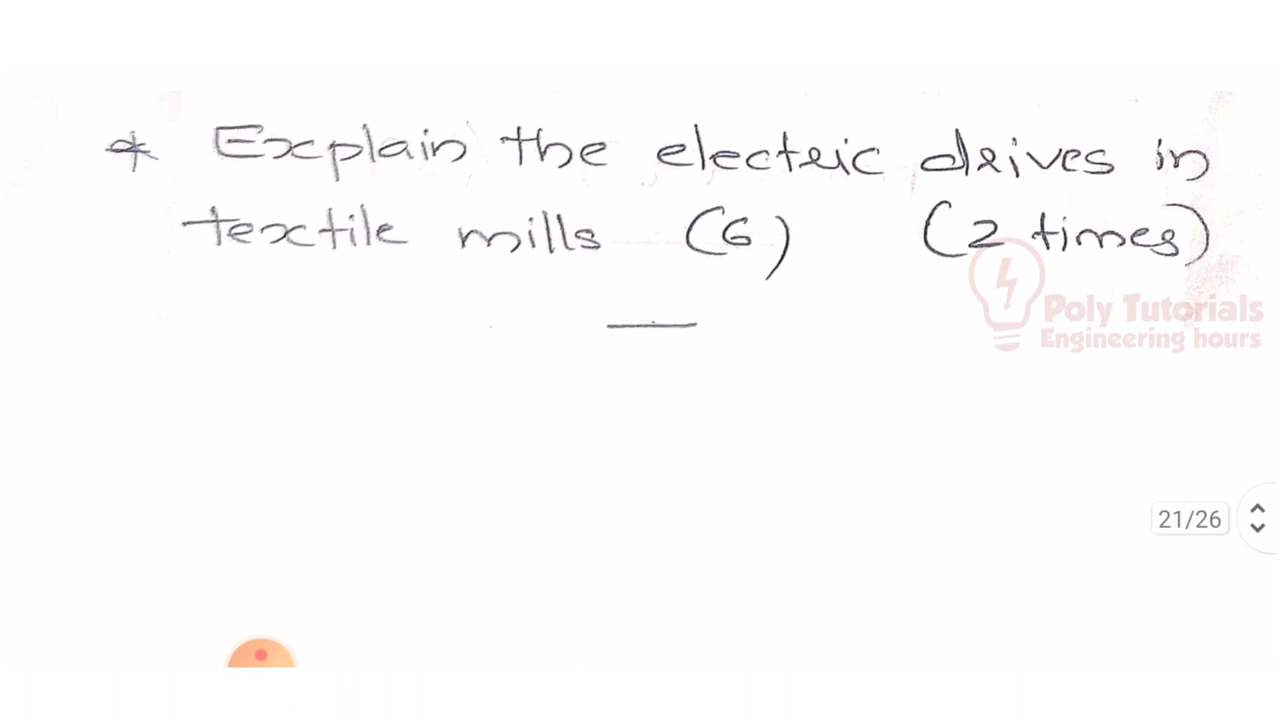 * Explain the electric drives in
textile mills (6) (2 times)
Poly Tutorials
Engineering hours
21/26